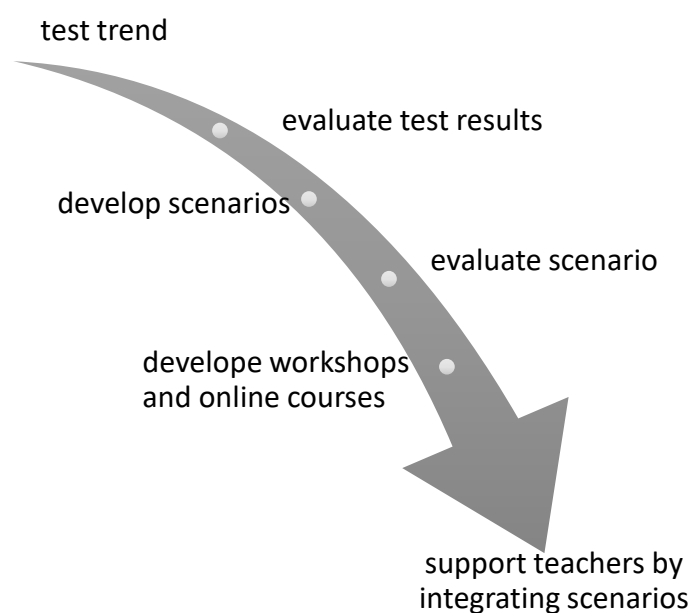 test trend
evaluate test results
develop scenarios
evaluate scenario
develope workshops
and online courses
support teachers by
integrating scenarios